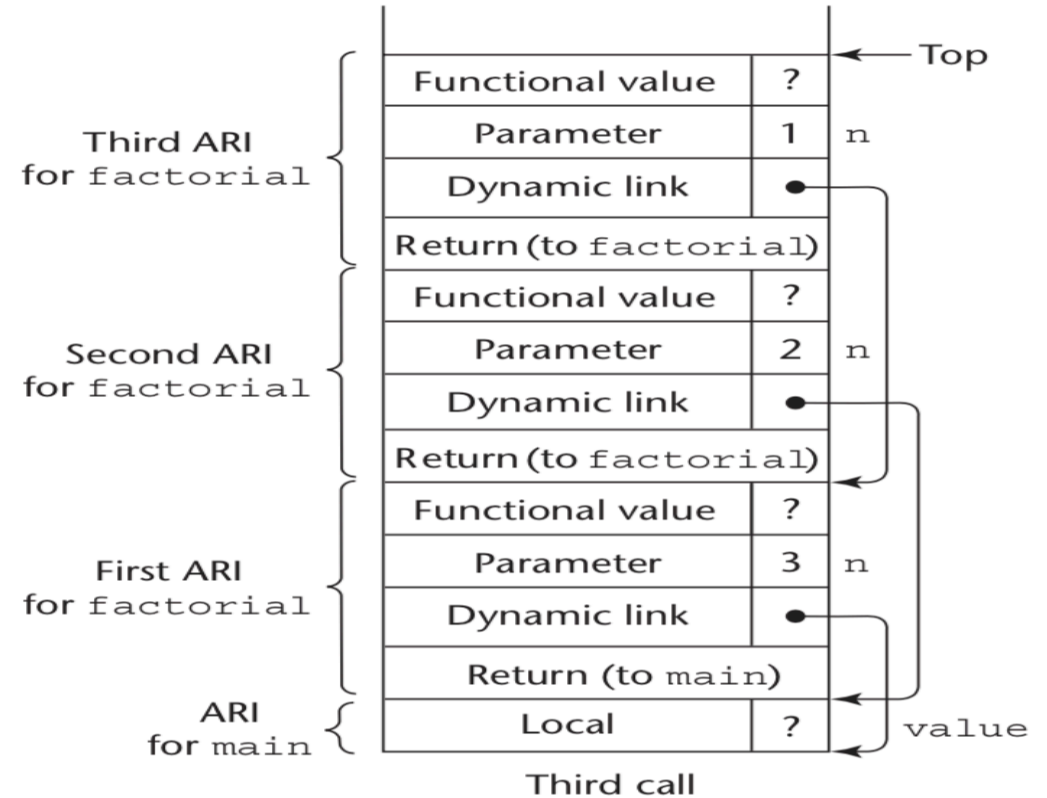 Top
Functional value ?
Third ARI
for factorial
Parameter 1 n
Dynamic link
Return (to factorial)
Functional value ?
Second ARI
for factorial
Parameter 2 n
Dynamic link
Return (to factorial)
Functional value ?
First ARI
for factorial
Parameter 3 n
Dynamic link
Return (to main)
ARI
for main
Local ? value
Third call